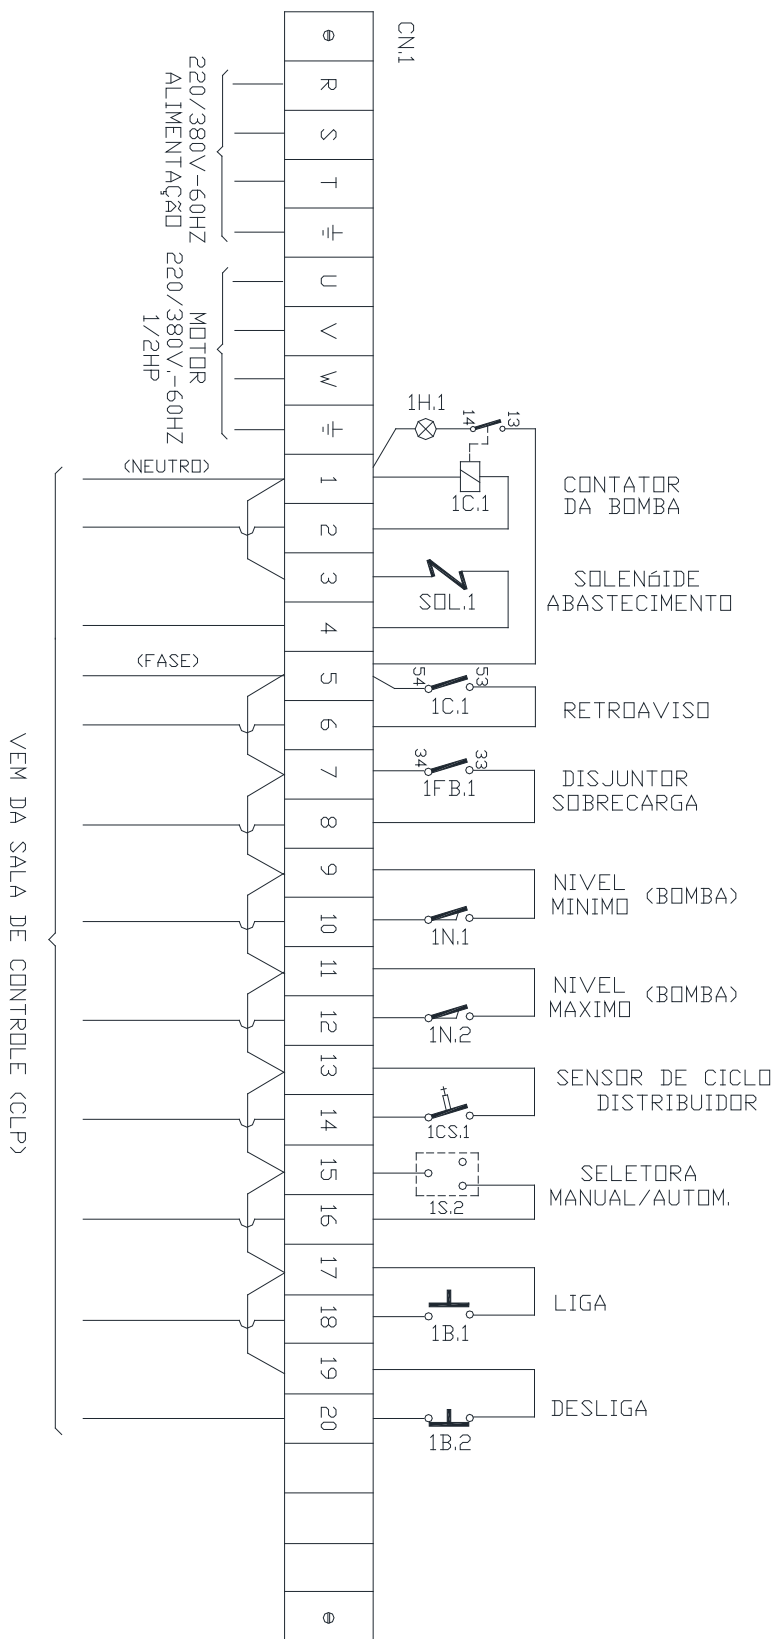 CN.1
R
S
T
220/380V-60HZ
ALIMENTAÇÃO
U
V
W
MOTOR
220/380V.-60HZ
1/2HP
1H.1
14
13
(NEUTRO)
1
1C.1
CONTATOR
DA BOMBA
2
3
SOL.1
SOLENóIDE
ABASTECIMENTO
4
(FASE)
5
54
53
1C.1
RETROAVISO
6
7
34
33
1FB.1
DISJUNTOR
SOBRECARGA
8
9
NIVEL
MINIMO (BOMBA)
10
1N.1
11
NIVEL
MAXIMO (BOMBA)
12
1N.2
13
SENSOR DE CICLO
DISTRIBUIDOR
14
1CS.1
15
SELETORA
MANUAL/AUTOM.
1S.2
16
17
LIGA
18
1B.1
19
DESLIGA
20
1B.2
VEM DA SALA DE CONTROLE (CLP)